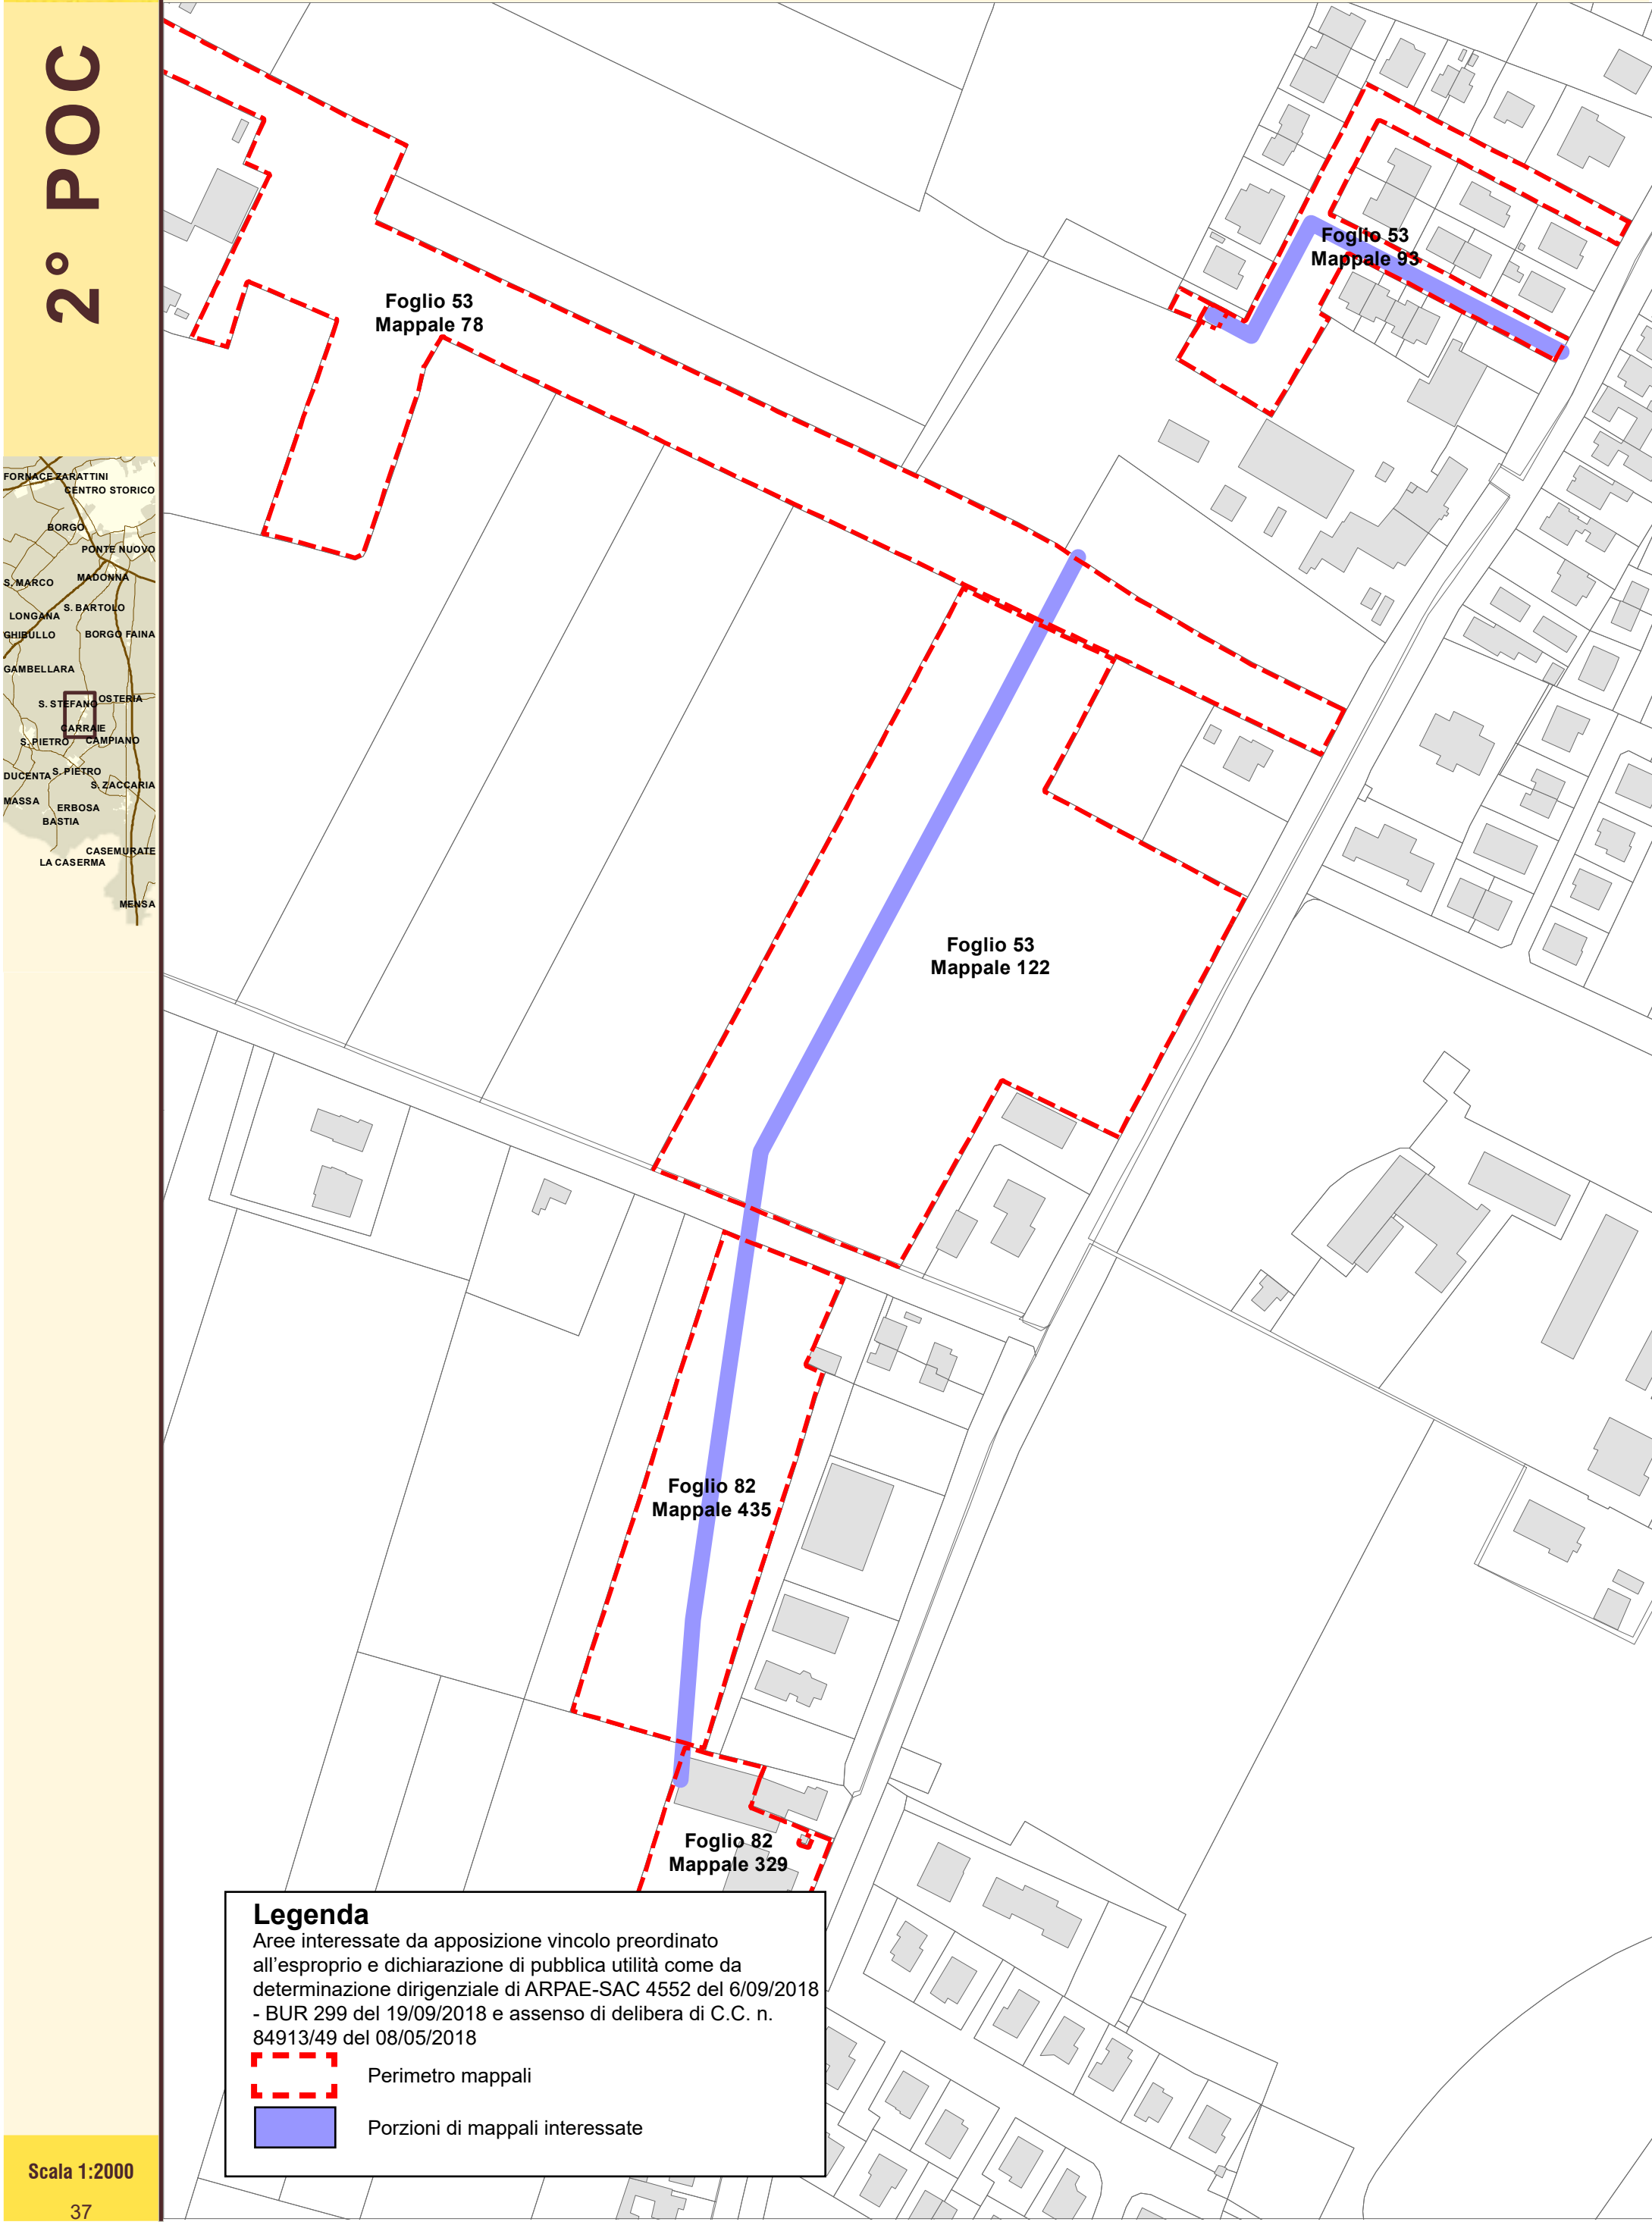 2° POC
FORNACE ZARATTINI
CENTRO STORICO
BORGO
PONTE NUOVO
MADONNA
S. MARCO
S. BARTOLO
LONGANA
GHIBULLO
BORGO FAINA
GAMBELLARA
OSTERIA
S. STEFANO
CARRAIE
S. PIETRO
CAMPIANO
S. PIETRO
DUCENTA
S. ZACCARIA
MASSA
ERBOSA
BASTIA
CASEMURATE
LA CASERMA
MENSA
Scala 1:2000
37
Foglio 53
Mappale 93
Foglio 53
Mappale 78
Foglio 53
Mappale 122
Foglio 82
Mappale 435
Foglio 82
Mappale 329
Legenda
Aree interessate da apposizione vincolo preordinato
all'esproprio e dichiarazione di pubblica utilità come da
determinazione dirigenziale di ARPAE-SAC 4552 del 6/09/2018
- BUR 299 del 19/09/2018 e assenso di delibera di C.C. n.
84913/49 del 08/05/2018
Perimetro mappali
Porzioni di mappali interessate